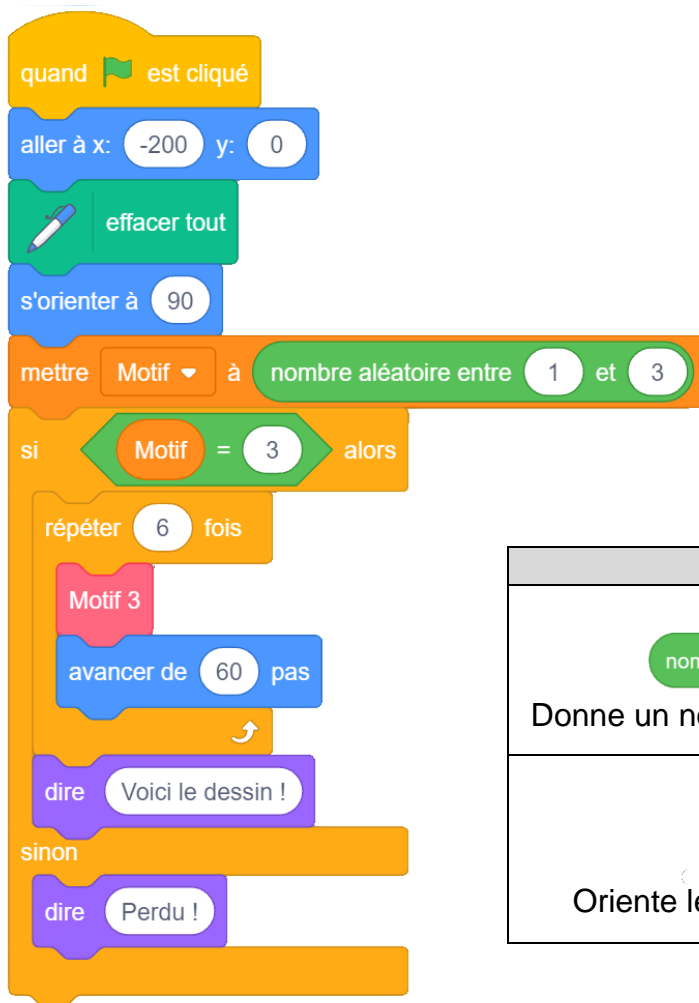 quand est cliqué
aller à x: -200 y: 0
effacer tout
s'orienter à 90
mettre Motif à nombre aléatoire entre 1 et 3
si Motif = 3 alors
répéter 6 fois
Motif 3
avancer de 60 pas
dire Voici le dessin !
sinon
dire Perdu !
Donne un
Oriente